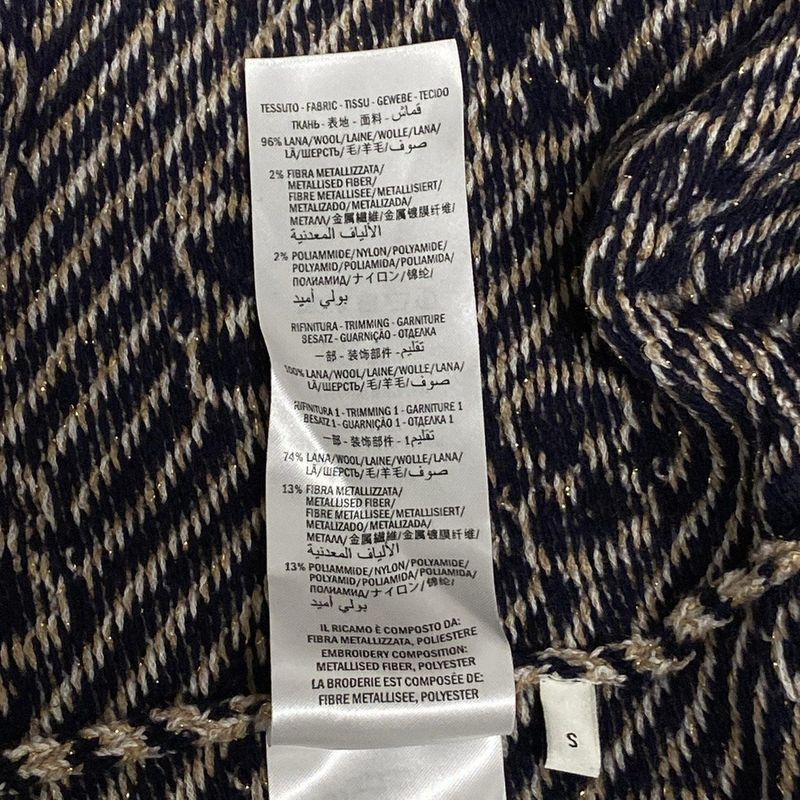 TESSUTO - FABRIC - TISSU - GEWEBE - TECIDO
ТКАНЬ - 表地 - 面料 - قماش
96% LANA/WOOL/LAINE/WOLLE/LANA/
LÃ/ШЕРСТЬ/毛/羊毛/صوف
2% FIBRA METALLIZZATA/
METALLISED FIBER/
FIBRE METALLISEE/METALLISIERT/
METALIZADO/METALIZADA/
МЕТАЛЛ/金属繊維/金属镀膜纤维/
الألياف المعدنية
2% POLIAMMIDE/NYLON/POLYAMIDE/
POLYAMID/POLIAMIDA/POLIAMIDA/
ПОЛИАМИД/ナイロン/锦纶/
بولي أميد
RIFINITURA - TRIMMING - GARNITURE
BESATZ - GUARNIÇÃO - ОТДЕЛКА
一部 - 装饰部件 - تقليم
100% LANA/WOOL/LAINE/WOLLE/LANA/
LÃ/ШЕРСТЬ/毛/羊毛/صوف
RIFINITURA 1 - TRIMMING 1 - GARNITURE 1
BESATZ 1 - GUARNIÇÃO 1 - ОТДЕЛКА 1
一部 - 装饰部件 - تقليم1
74% LANA/WOOL/LAINE/WOLLE/LANA/
LÃ/ШЕРСТЬ/毛/羊毛/صوف
13% FIBRA METALLIZZATA/
METALLISED FIBER/
FIBRE METALLISEE/METALLISIERT/
METALIZADO/METALIZADA/
МЕТАЛЛ/金属繊維/金属镀膜纤维/
الألياف المعدنية
13% POLIAMMIDE/NYLON/POLYAMIDE/
POLYAMID/POLIAMIDA/POLIAMIDA/
ПОЛИАМИД/ナイロン/锦纶/
بولي أميد
IL RICAMO È COMPOSTO DA:
FIBRA METALLIZZATA, POLIESTERE
EMBROIDERY COMPOSITION:
METALLISED FIBER, POLYESTER
LA BRODERIE EST COMPOSÉE DE:
FIBRE METALLISEE, POLYESTER
S